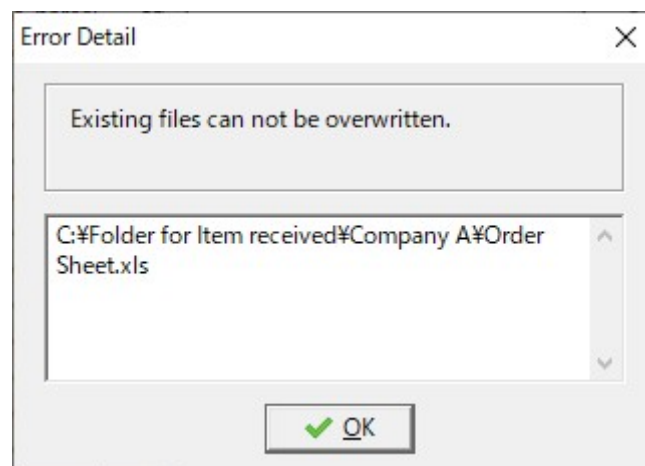 Error Detail
Existing files can not be overwritten.
C:¥Folder for Item received¥Company A¥Order
Sheet.xls
OK